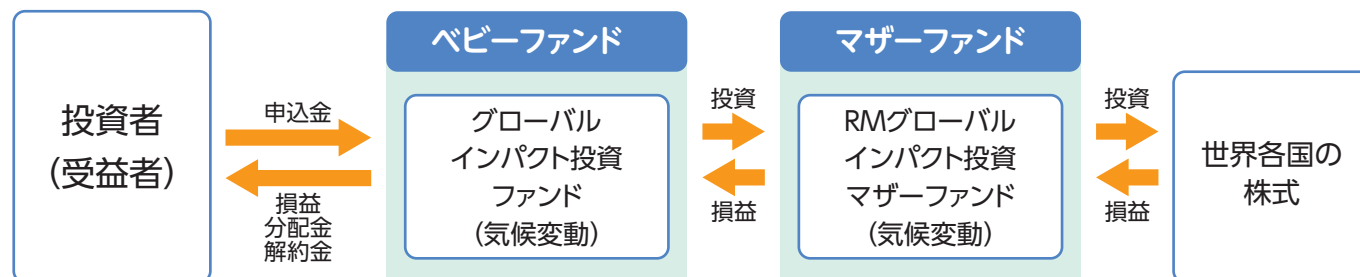 投資者
(受益者)
申込金
損益
分配金
解約金
ベビーファンド
グローバル
インパクト投資
ファンド
(気候変動)
投資
損益
マザーファンド
RMグローバル
インパクト投資
マザーファンド
(気候変動)
投資
損益
世界各国の
株式